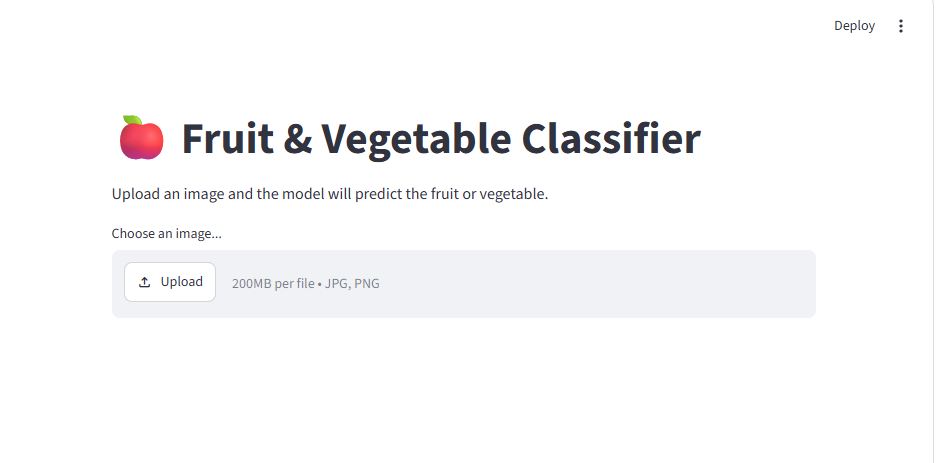 Deploy
Fruit & Vegetable Classifier
Upload an image and the model will predict the fruit or vegetable.
Choose an image...
Upload 200MB per file • JPG, PNG